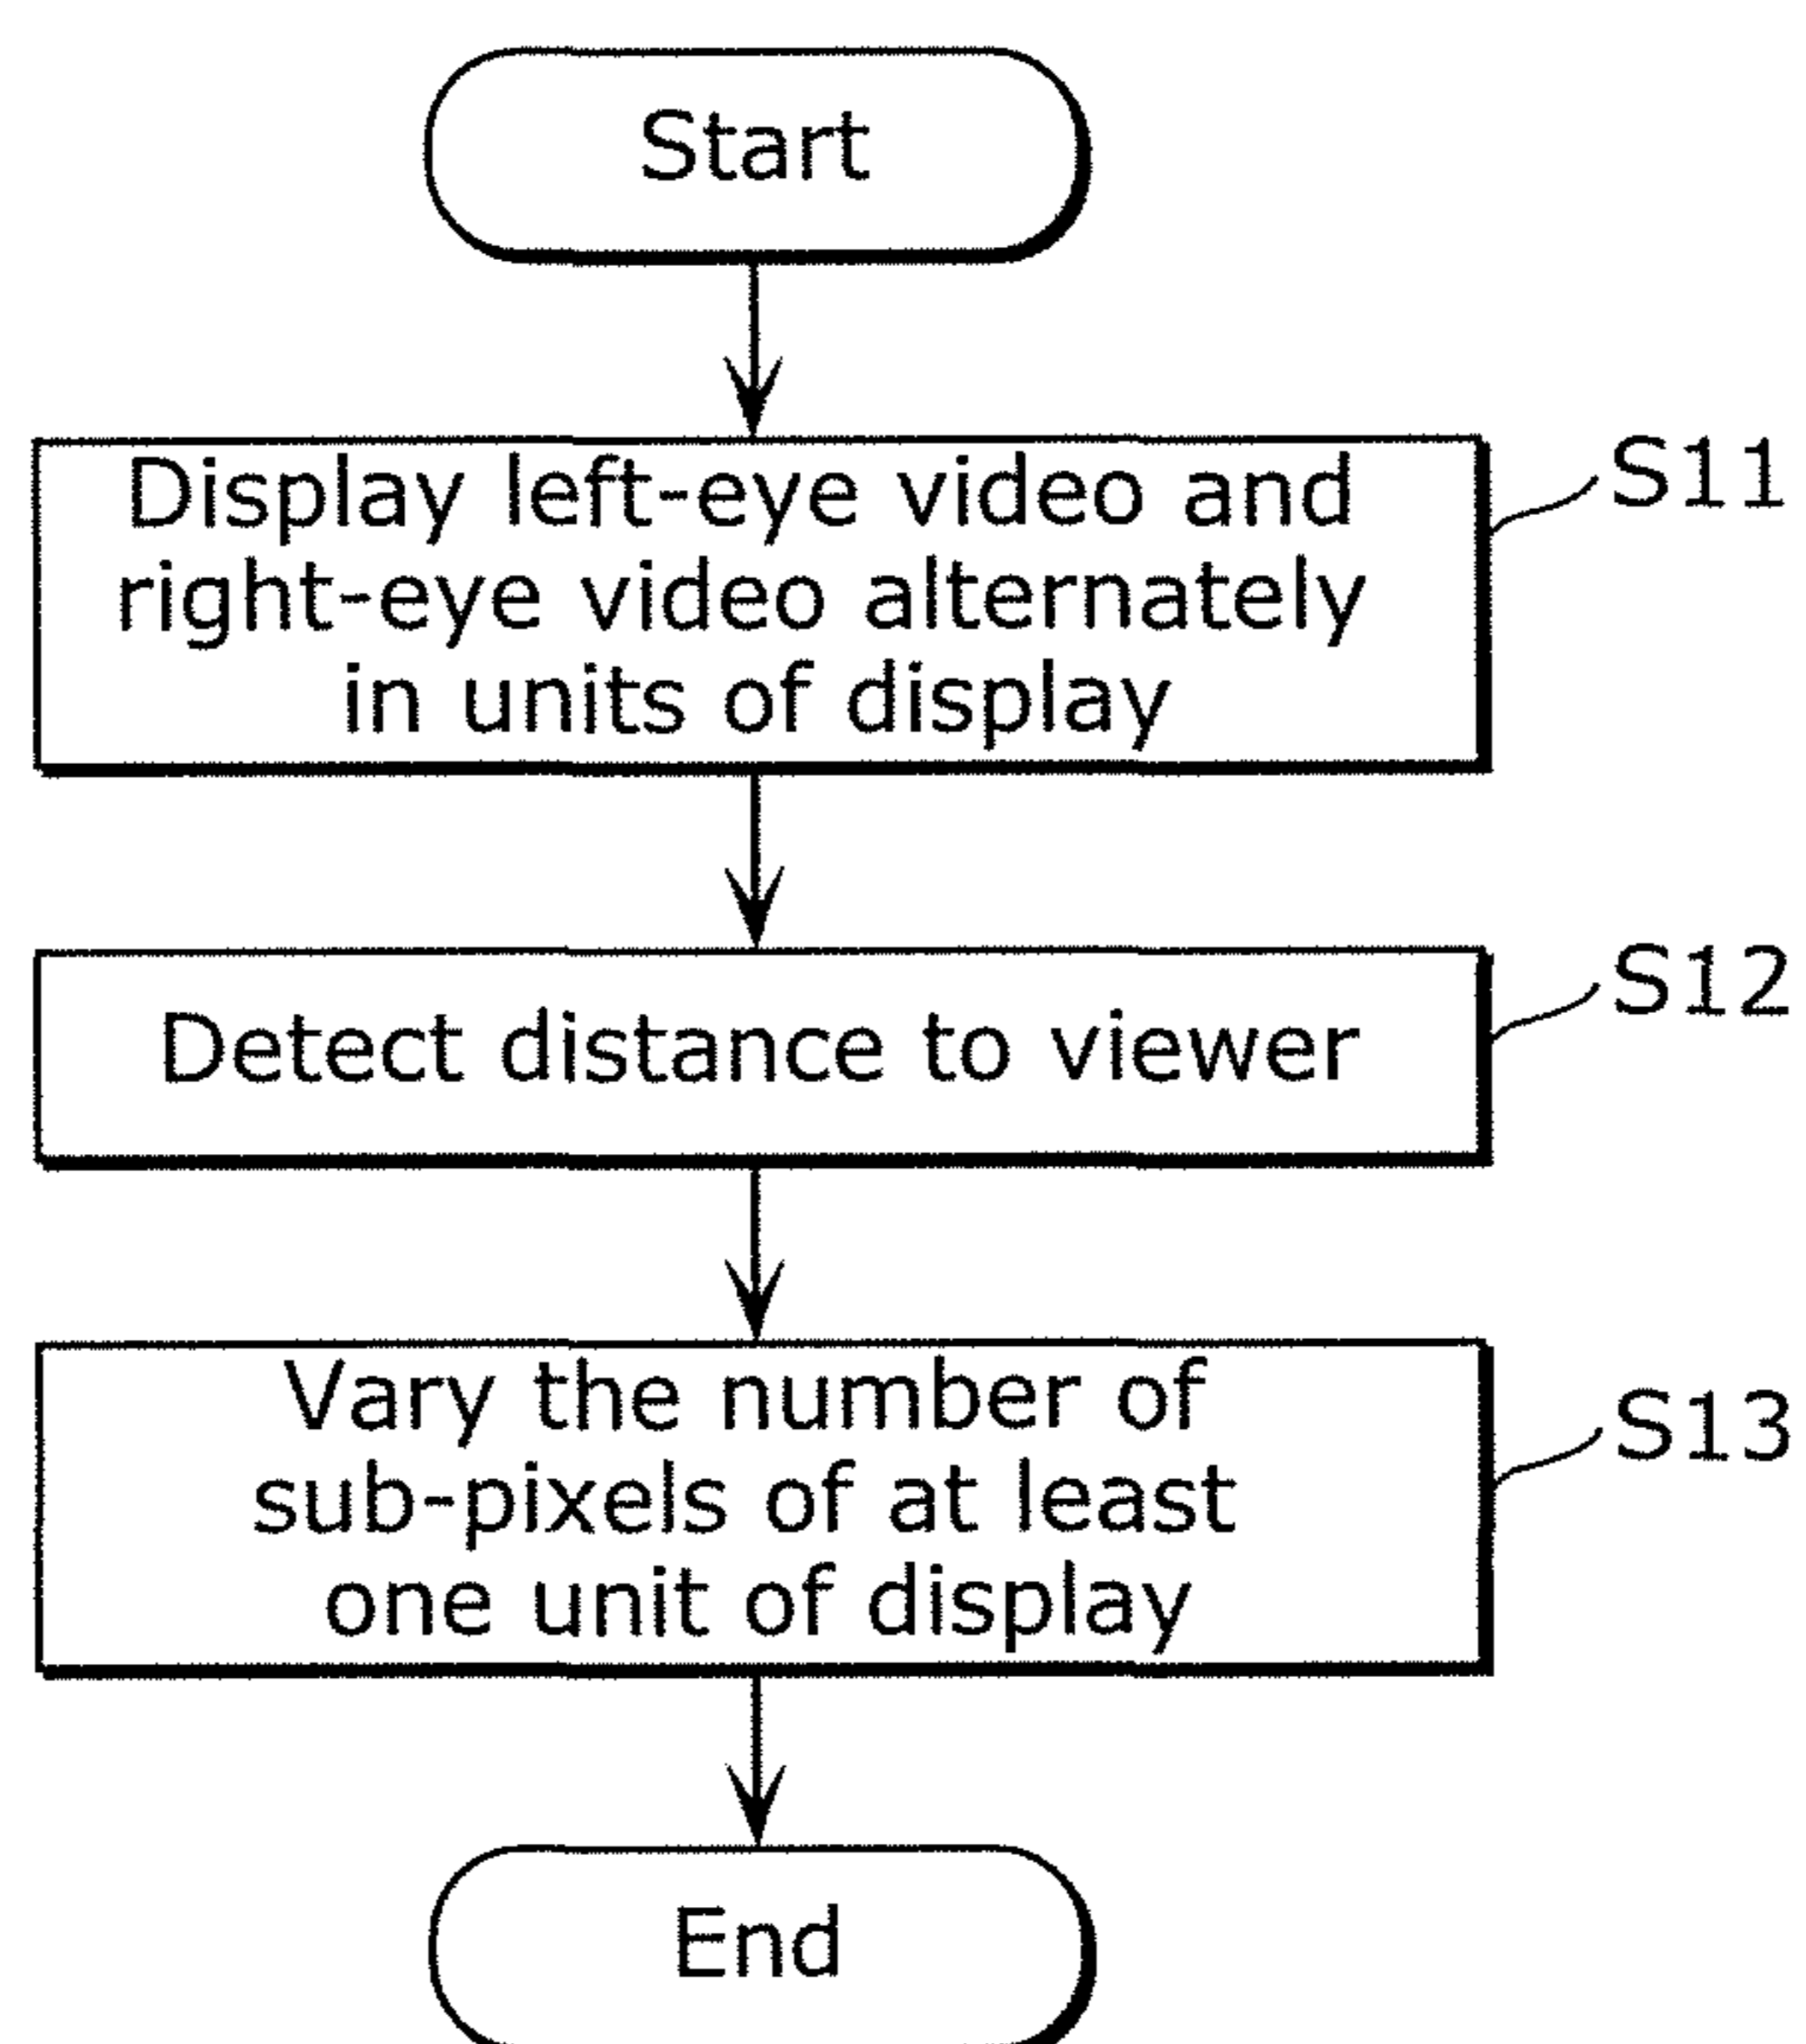 Start
Display left-eye video and
right-eye video alternately
in units of display
S11
Detect distance to viewer
S12
Vary the number of
sub-pixels of at least
one unit of display
S13
End